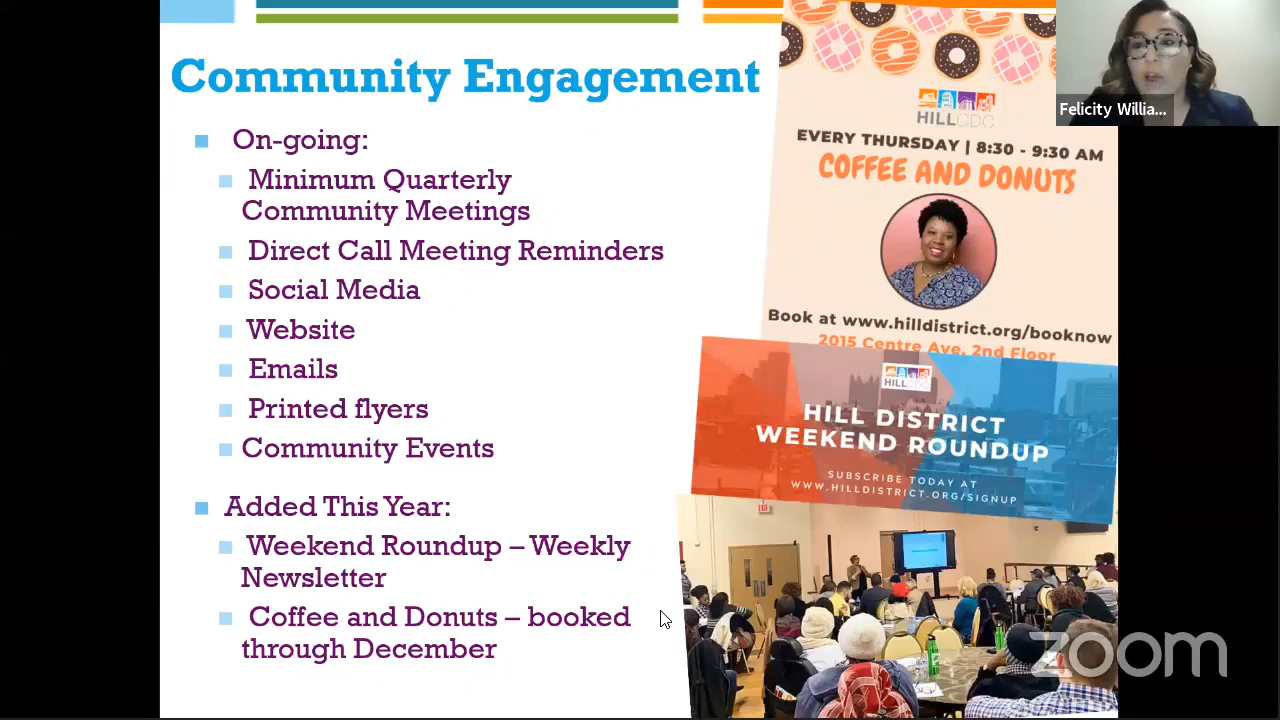 Community Engagement
On-going:
Minimum Quarterly
Community Meetings
Direct Call Meeting Reminders
Social Media
Website
Emails
Printed flyers
Community Events
Added This Year:
Weekend Roundup – Weekly
Newsletter
Coffee and Donuts – booked
through December
HILLCDC
EVERY THURSDAY | 8:30 - 9:30 AM
COFFEE AND DONUTS
Book at www.hilldistrict.org/booknow
2015 Centre Ave, 2nd Floor
HILLCDC
HILL DISTRICT
WEEKEND ROUNDUP
SUBSCRIBE TODAY AT
WWW.HILLDISTRICT.ORG/SIGNUP
EXIT
Felicity Willia...
zoom